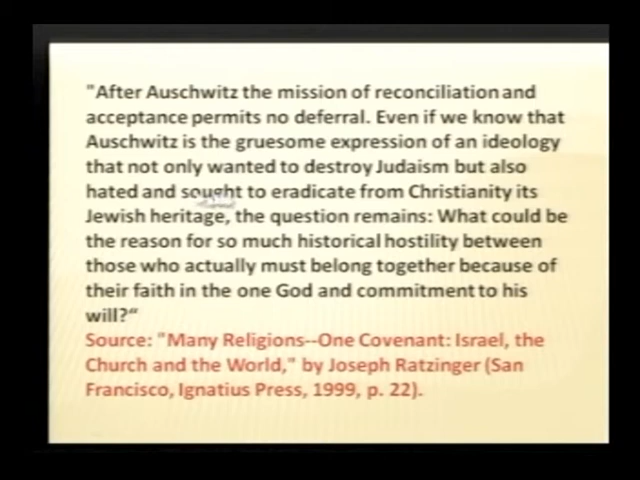 "After Auschwitz the mission of reconciliation and
acceptance permits no deferral. Even if we know that
Auschwitz is the gruesome expression of an ideology
that not only wanted to destroy Judaism but also
hated and sought to eradicate from Christianity its
Jewish heritage, the question remains: What could be
the reason for so much historical hostility between
those who actually must belong together because of
their faith in the one God and commitment to his
will?“
Source: "Many Religions--One Covenant: Israel, the
Church and the World," by Joseph Ratzinger (San
Francisco, Ignatius Press, 1999, p. 22).